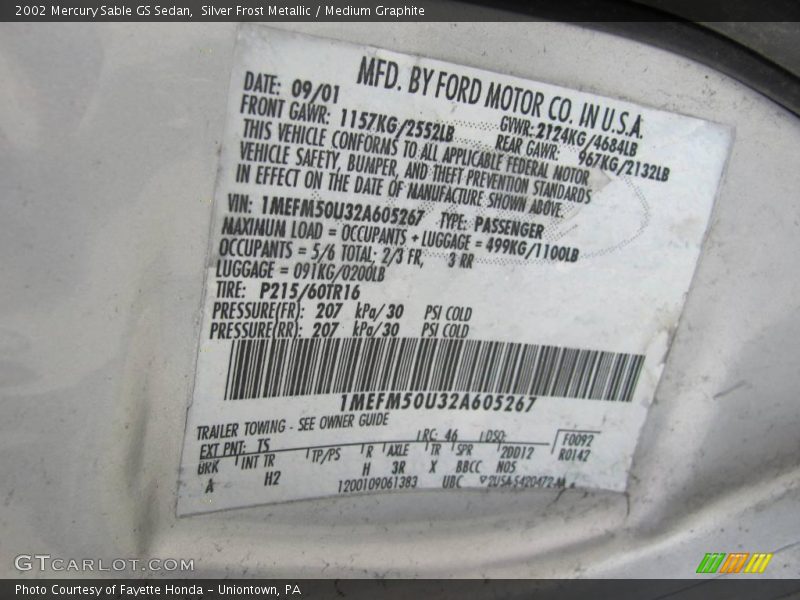 2002 Mercury Sable GS Sedan, Silver Frost Metallic / Medium Graphite
MFD. BY FORD MOTOR CO. IN U.S.A.
DATE: 09/01 GVWR: 2124KG/4684LB
FRONT GAWR: 1157KG/2552LB REAR GAWR: 967KG/2132LB
THIS VEHICLE CONFORMS TO ALL APPLICABLE FEDERAL MOTOR
VEHICLE SAFETY, BUMPER, AND THEFT PREVENTION STANDARDS
IN EFFECT ON THE DATE OF MANUFACTURE SHOWN ABOVE.
VIN: 1MEFM50U32A605267 TYPE: PASSENGER
MAXIMUM LOAD = OCCUPANTS + LUGGAGE = 499KG/1100LB
OCCUPANTS = 5/6 TOTAL; 2/3 FR, 3 RR
LUGGAGE = 091KG/0200LB
TIRE: P215/60TR16
PRESSURE(FR): 207 kPa/30 PSI COLD
PRESSURE(RR): 207 kPa/30 PSI COLD
1MEFM50U32A605267
TRAILER TOWING - SEE OWNER GUIDE
EXT PNT: TS RC: 46 DSO: F0092
BRK INT TR TP/PS R AXLE TR SPR 2DD12 R0142
A H2 H 3R X BBCC N05
1200109061383 UBC
GTCARLOT.COM
Photo Courtesy of Fayette Honda – Uniontown, PA